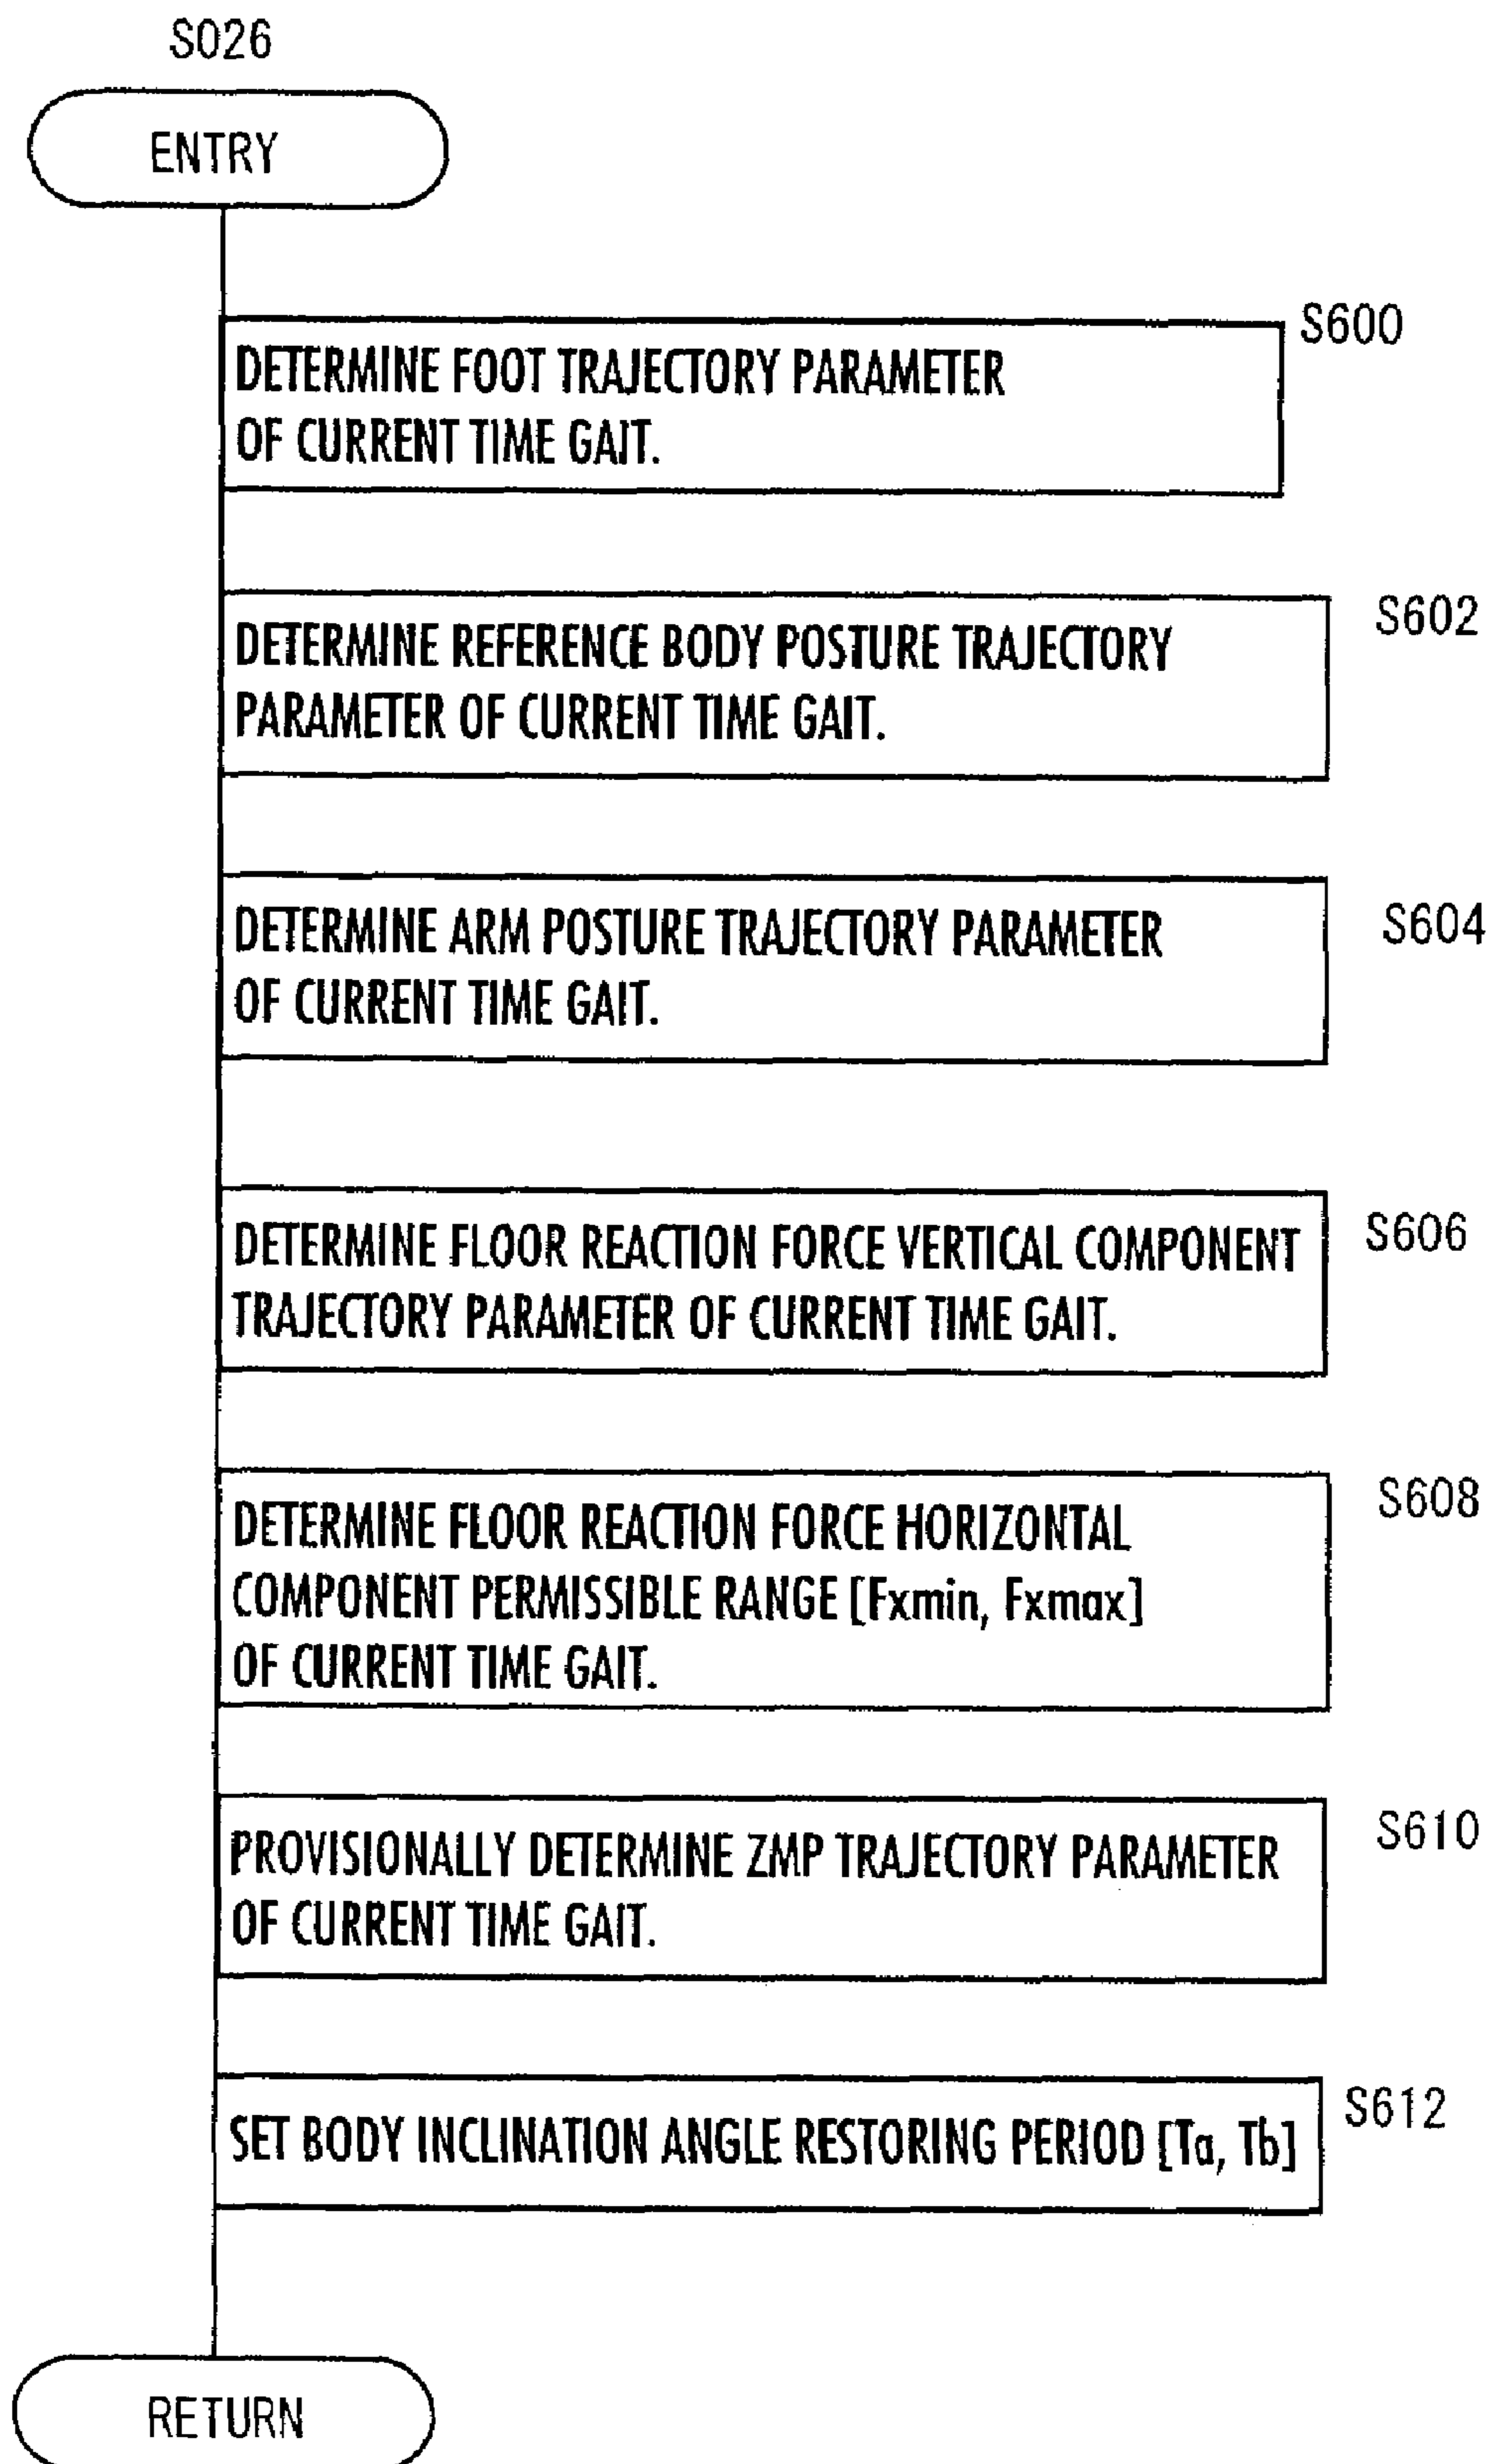 S026
ENTRY
S600
DETERMINE FOOT TRAJECTORY PARAMETER
OF CURRENT TIME GAIT.
S602
DETERMINE REFERENCE BODY POSTURE TRAJECTORY
PARAMETER OF CURRENT TIME GAIT.
S604
DETERMINE ARM POSTURE TRAJECTORY PARAMETER
OF CURRENT TIME GAIT.
S606
DETERMINE FLOOR REACTION FORCE VERTICAL COMPONENT
TRAJECTORY PARAMETER OF CURRENT TIME GAIT.
S608
DETERMINE FLOOR REACTION FORCE HORIZONTAL
COMPONENT PERMISSIBLE RANGE [Fxmin, Fxmax]
OF CURRENT TIME GAIT.
S610
PROVISIONALLY DETERMINE ZMP TRAJECTORY PARAMETER
OF CURRENT TIME GAIT.
S612
SET BODY INCLINATION ANGLE RESTORING PERIOD [Ta, Tb]
RETURN